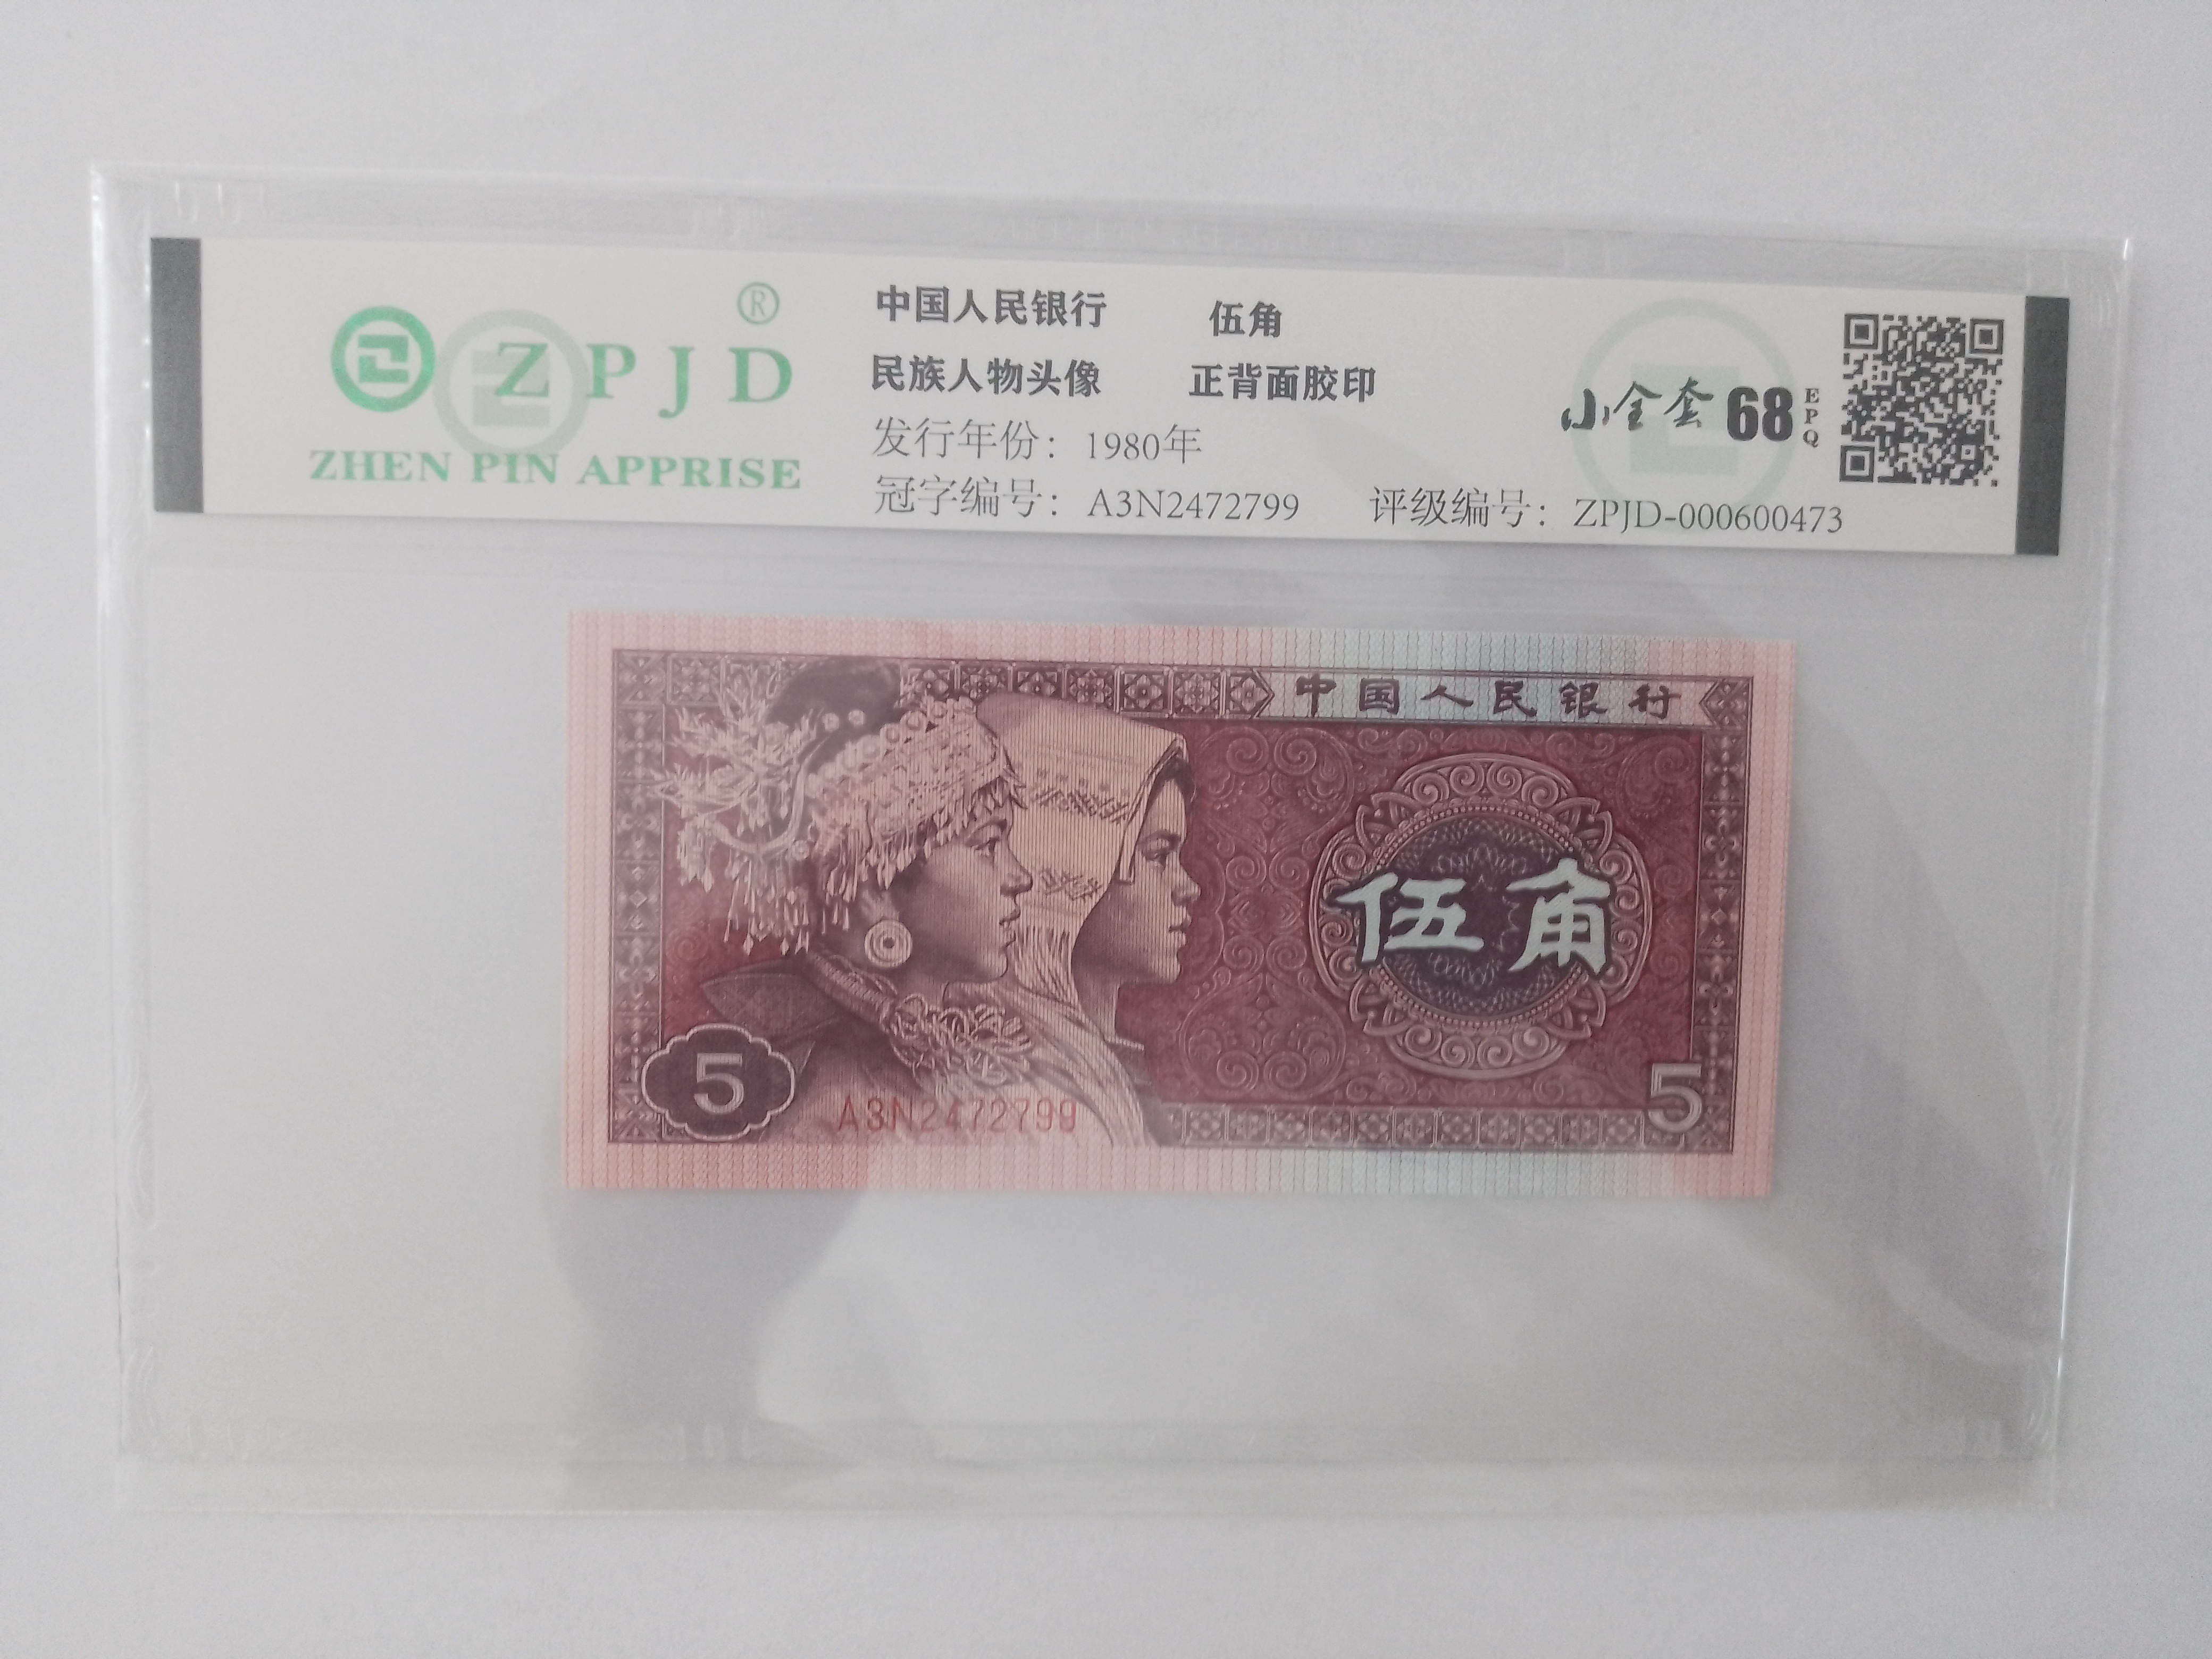 ®
ZPJD
ZHEN PIN APPRISE
中国人民银行 伍角
民族人物头像 正背面胶印
发行年份：1980年
冠字编号：A3N2472799 评级编号：ZPJD-000600473
小全套 68 EPQ
中国人民银行
伍角
5
A3N2472799
5